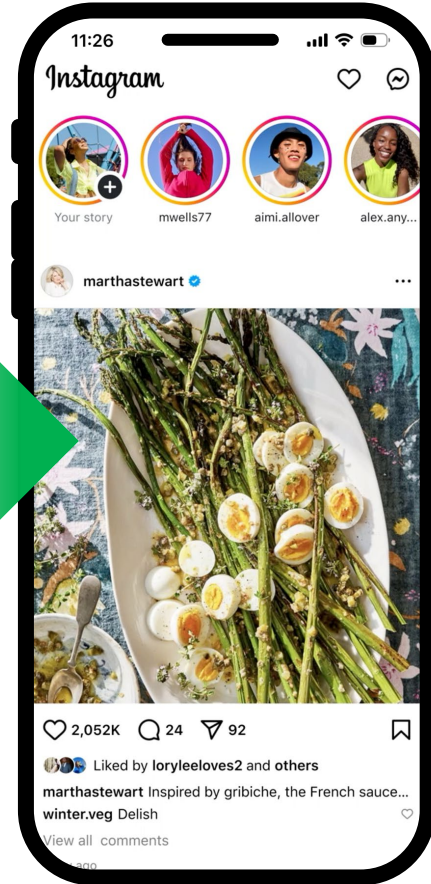 11:26
Instagram
Your story
mwells77
aimi.allover
alex.any...
marthastewart
2,052K 24 92
Liked by loryleeloves2 and others
marthastewart Inspired by gribiche, the French sauce...
winter.veg Delish
View all comments
ago